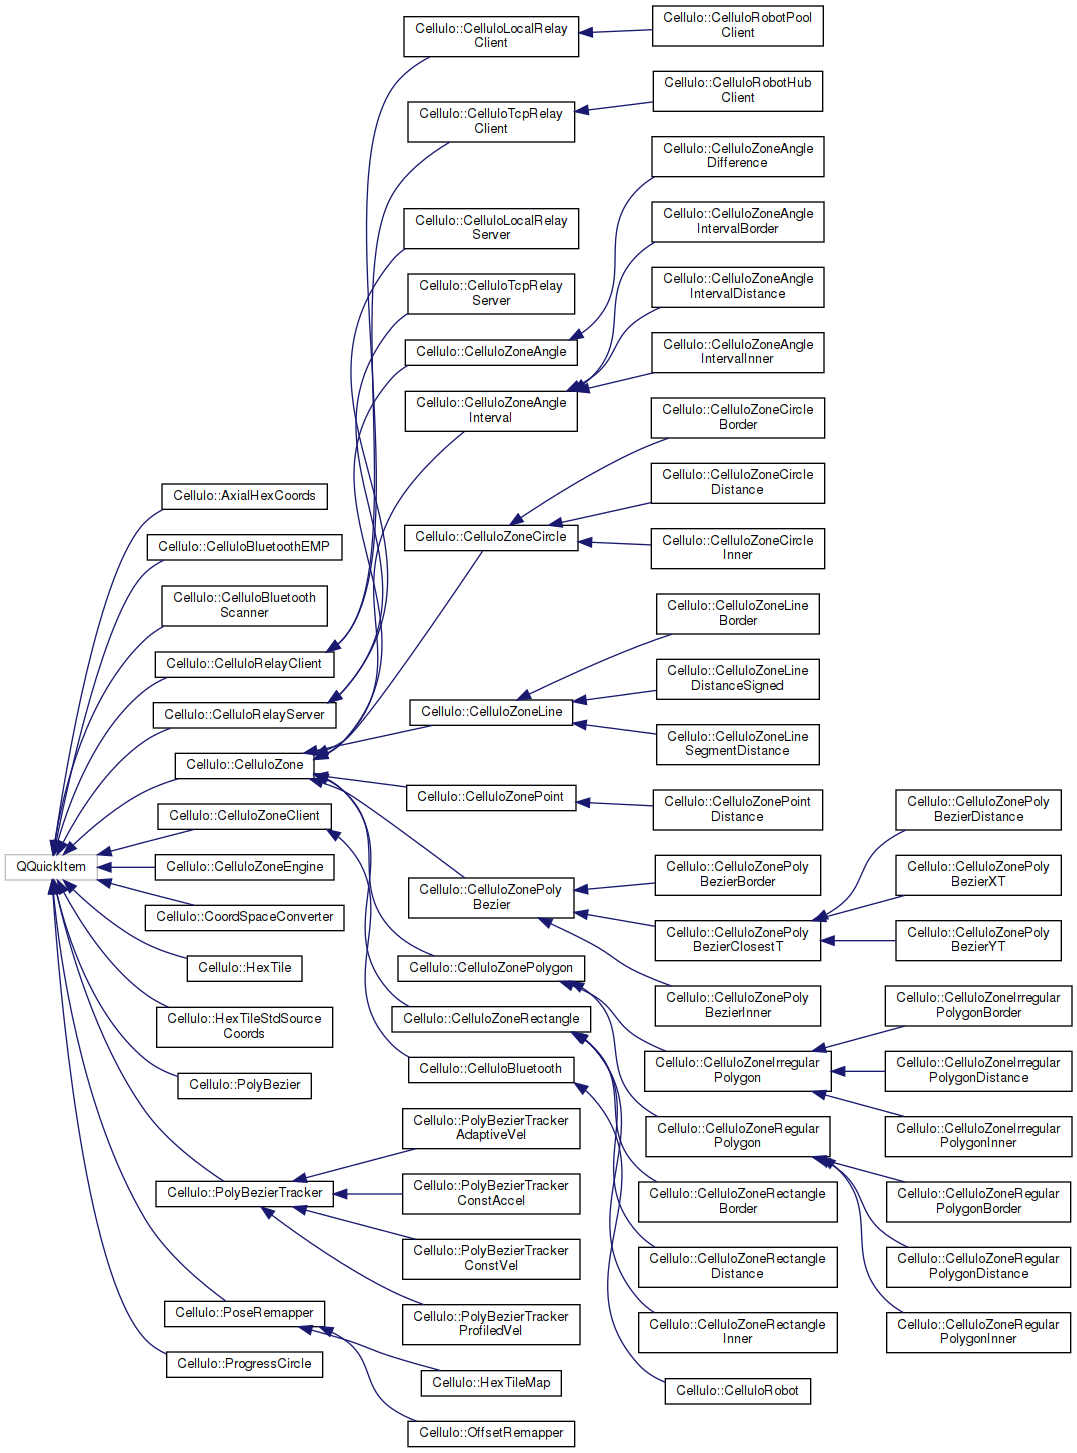 QQuickItem
Cellulo::AxialHexCoords
Cellulo::CelluloBluetoothEMP
Cellulo::CelluloBluetooth
Scanner
Cellulo::CelluloRelayClient
Cellulo::CelluloRelayServer
Cellulo::CelluloZone
Cellulo::CelluloZoneClient
Cellulo::CelluloZoneEngine
Cellulo::CoordSpaceConverter
Cellulo::HexTile
Cellulo::HexTileStdSource
Coords
Cellulo::PolyBezier
Cellulo::PolyBezierTracker
Cellulo::PoseRemapper
Cellulo::ProgressCircle
Cellulo::CelluloLocalRelay
Client
Cellulo::CelluloTcpRelay
Client
Cellulo::CelluloLocalRelay
Server
Cellulo::CelluloTcpRelay
Server
Cellulo::CelluloZoneAngle
Cellulo::CelluloZoneAngle
Interval
Cellulo::CelluloZoneCircle
Cellulo::CelluloZoneLine
Cellulo::CelluloZonePoint
Cellulo::CelluloZonePoly
Bezier
Cellulo::CelluloZonePolygon
Cellulo::CelluloZoneRectangle
Cellulo::CelluloBluetooth
Cellulo::PolyBezierTracker
AdaptiveVel
Cellulo::PolyBezierTracker
ConstAccel
Cellulo::PolyBezierTracker
ConstVel
Cellulo::PolyBezierTracker
ProfiledVel
Cellulo::HexTileMap
Cellulo::OffsetRemapper
Cellulo::CelluloRobotPool
Client
Cellulo::CelluloRobotHub
Client
Cellulo::CelluloZoneAngle
Difference
Cellulo::CelluloZoneAngle
IntervalBorder
Cellulo::CelluloZoneAngle
IntervalDistance
Cellulo::CelluloZoneAngle
IntervalInner
Cellulo::CelluloZoneCircle
Border
Cellulo::CelluloZoneCircle
Distance
Cellulo::CelluloZoneCircle
Inner
Cellulo::CelluloZoneLine
Border
Cellulo::CelluloZoneLine
DistanceSigned
Cellulo::CelluloZoneLine
SegmentDistance
Cellulo::CelluloZonePoint
Distance
Cellulo::CelluloZonePoly
BezierBorder
Cellulo::CelluloZonePoly
BezierClosestT
Cellulo::CelluloZonePoly
BezierInner
Cellulo::CelluloZoneIrregular
Polygon
Cellulo::CelluloZoneRegular
Polygon
Cellulo::CelluloZoneRectangle
Border
Cellulo::CelluloZoneRectangle
Distance
Cellulo::CelluloZoneRectangle
Inner
Cellulo::CelluloRobot
Cellulo::CelluloZonePoly
BezierDistance
Cellulo::CelluloZonePoly
BezierXT
Cellulo::CelluloZonePoly
BezierYT
Cellulo::CelluloZoneIrregular
PolygonBorder
Cellulo::CelluloZoneIrregular
PolygonDistance
Cellulo::CelluloZoneIrregular
PolygonInner
Cellulo::CelluloZoneRegular
PolygonBorder
Cellulo::CelluloZoneRegular
PolygonDistance
Cellulo::CelluloZoneRegular
PolygonInner